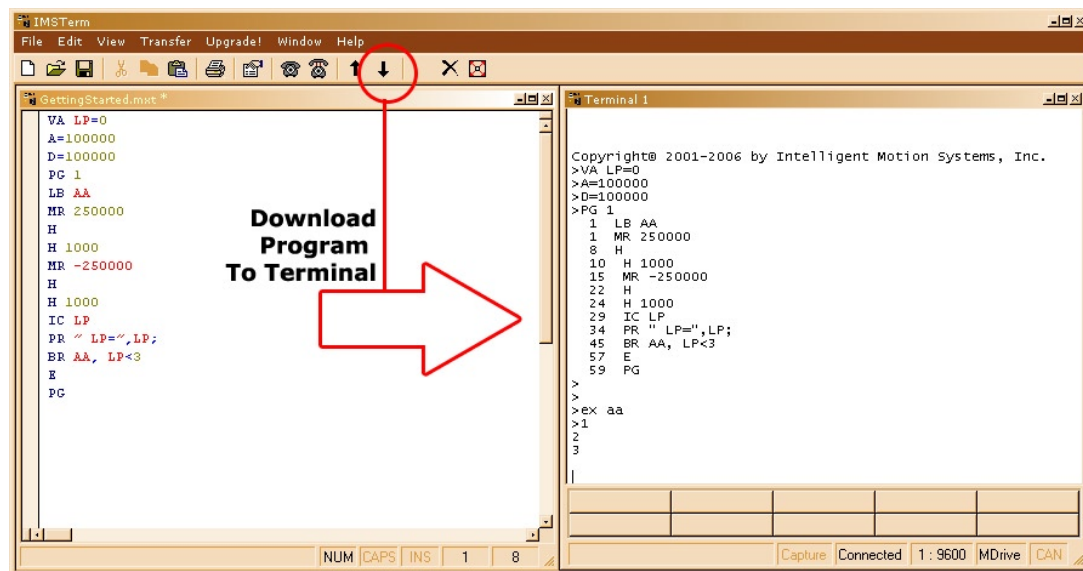 IMSTerm
File Edit View Transfer Upgrade! Window Help
GettingStarted.mxt *
VA LP=0
A=100000
D=100000
PG 1
LB AA
MR 250000
H
H 1000
MR -250000
H
H 1000
IC LP
PR " LP=",LP;
BR AA, LP<3
E
PG
Download
Program
To Terminal
NUM CAPS INS 1 8
Terminal 1
Copyright® 2001-2006 by Intelligent Motion Systems, Inc.
>VA LP=0
>A=100000
>D=100000
>PG 1
1 LB AA
1 MR 250000
8 H
10 H 1000
15 MR -250000
22 H
24 H 1000
29 IC LP
34 PR " LP=",LP;
45 BR AA, LP<3
57 E
59 PG
>
>
>ex aa
>1
2
3
Capture Connected 1 : 9600 MDrive CAN